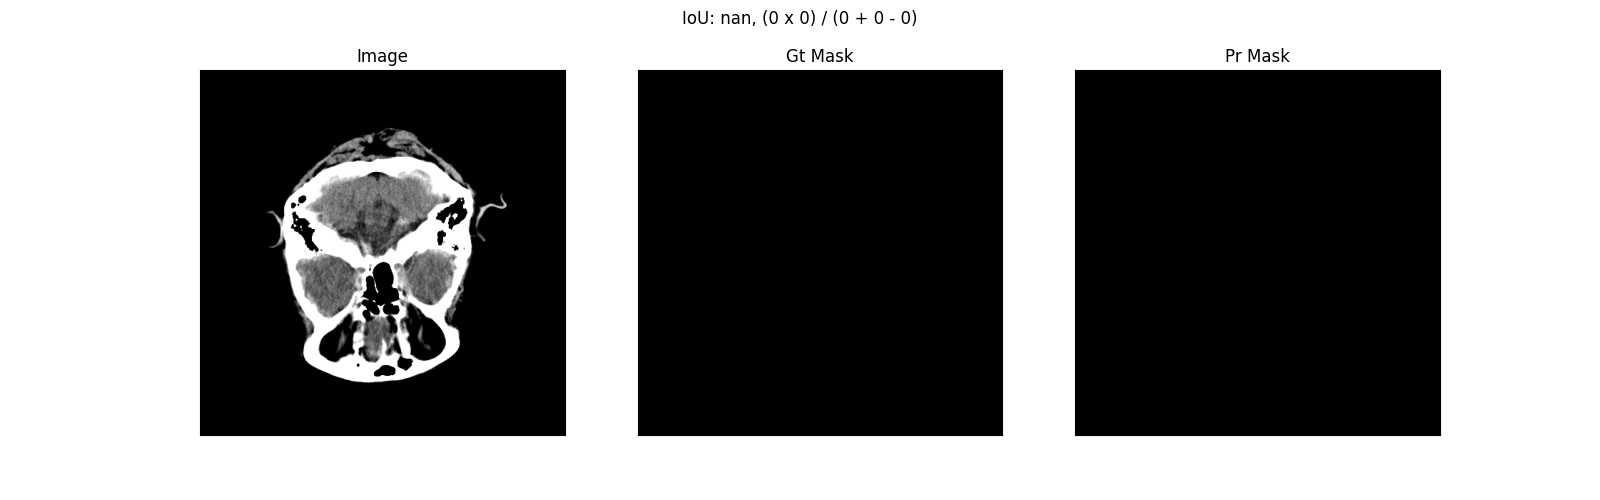 IoU: nan, (0 x 0) / (0 + 0 - 0)
Image
Gt Mask
Pr Mask